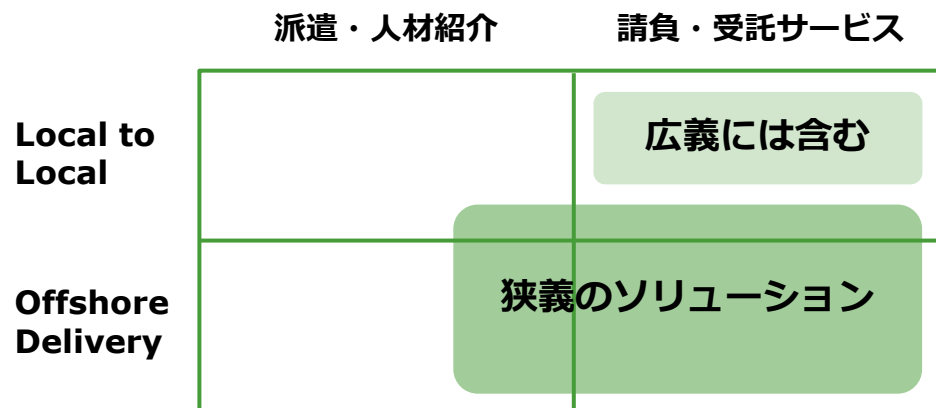 派遣・人材紹介
請負・受託サービス
Local to
Local
広義には含む
狭義のソリューション
Offshore
Delivery